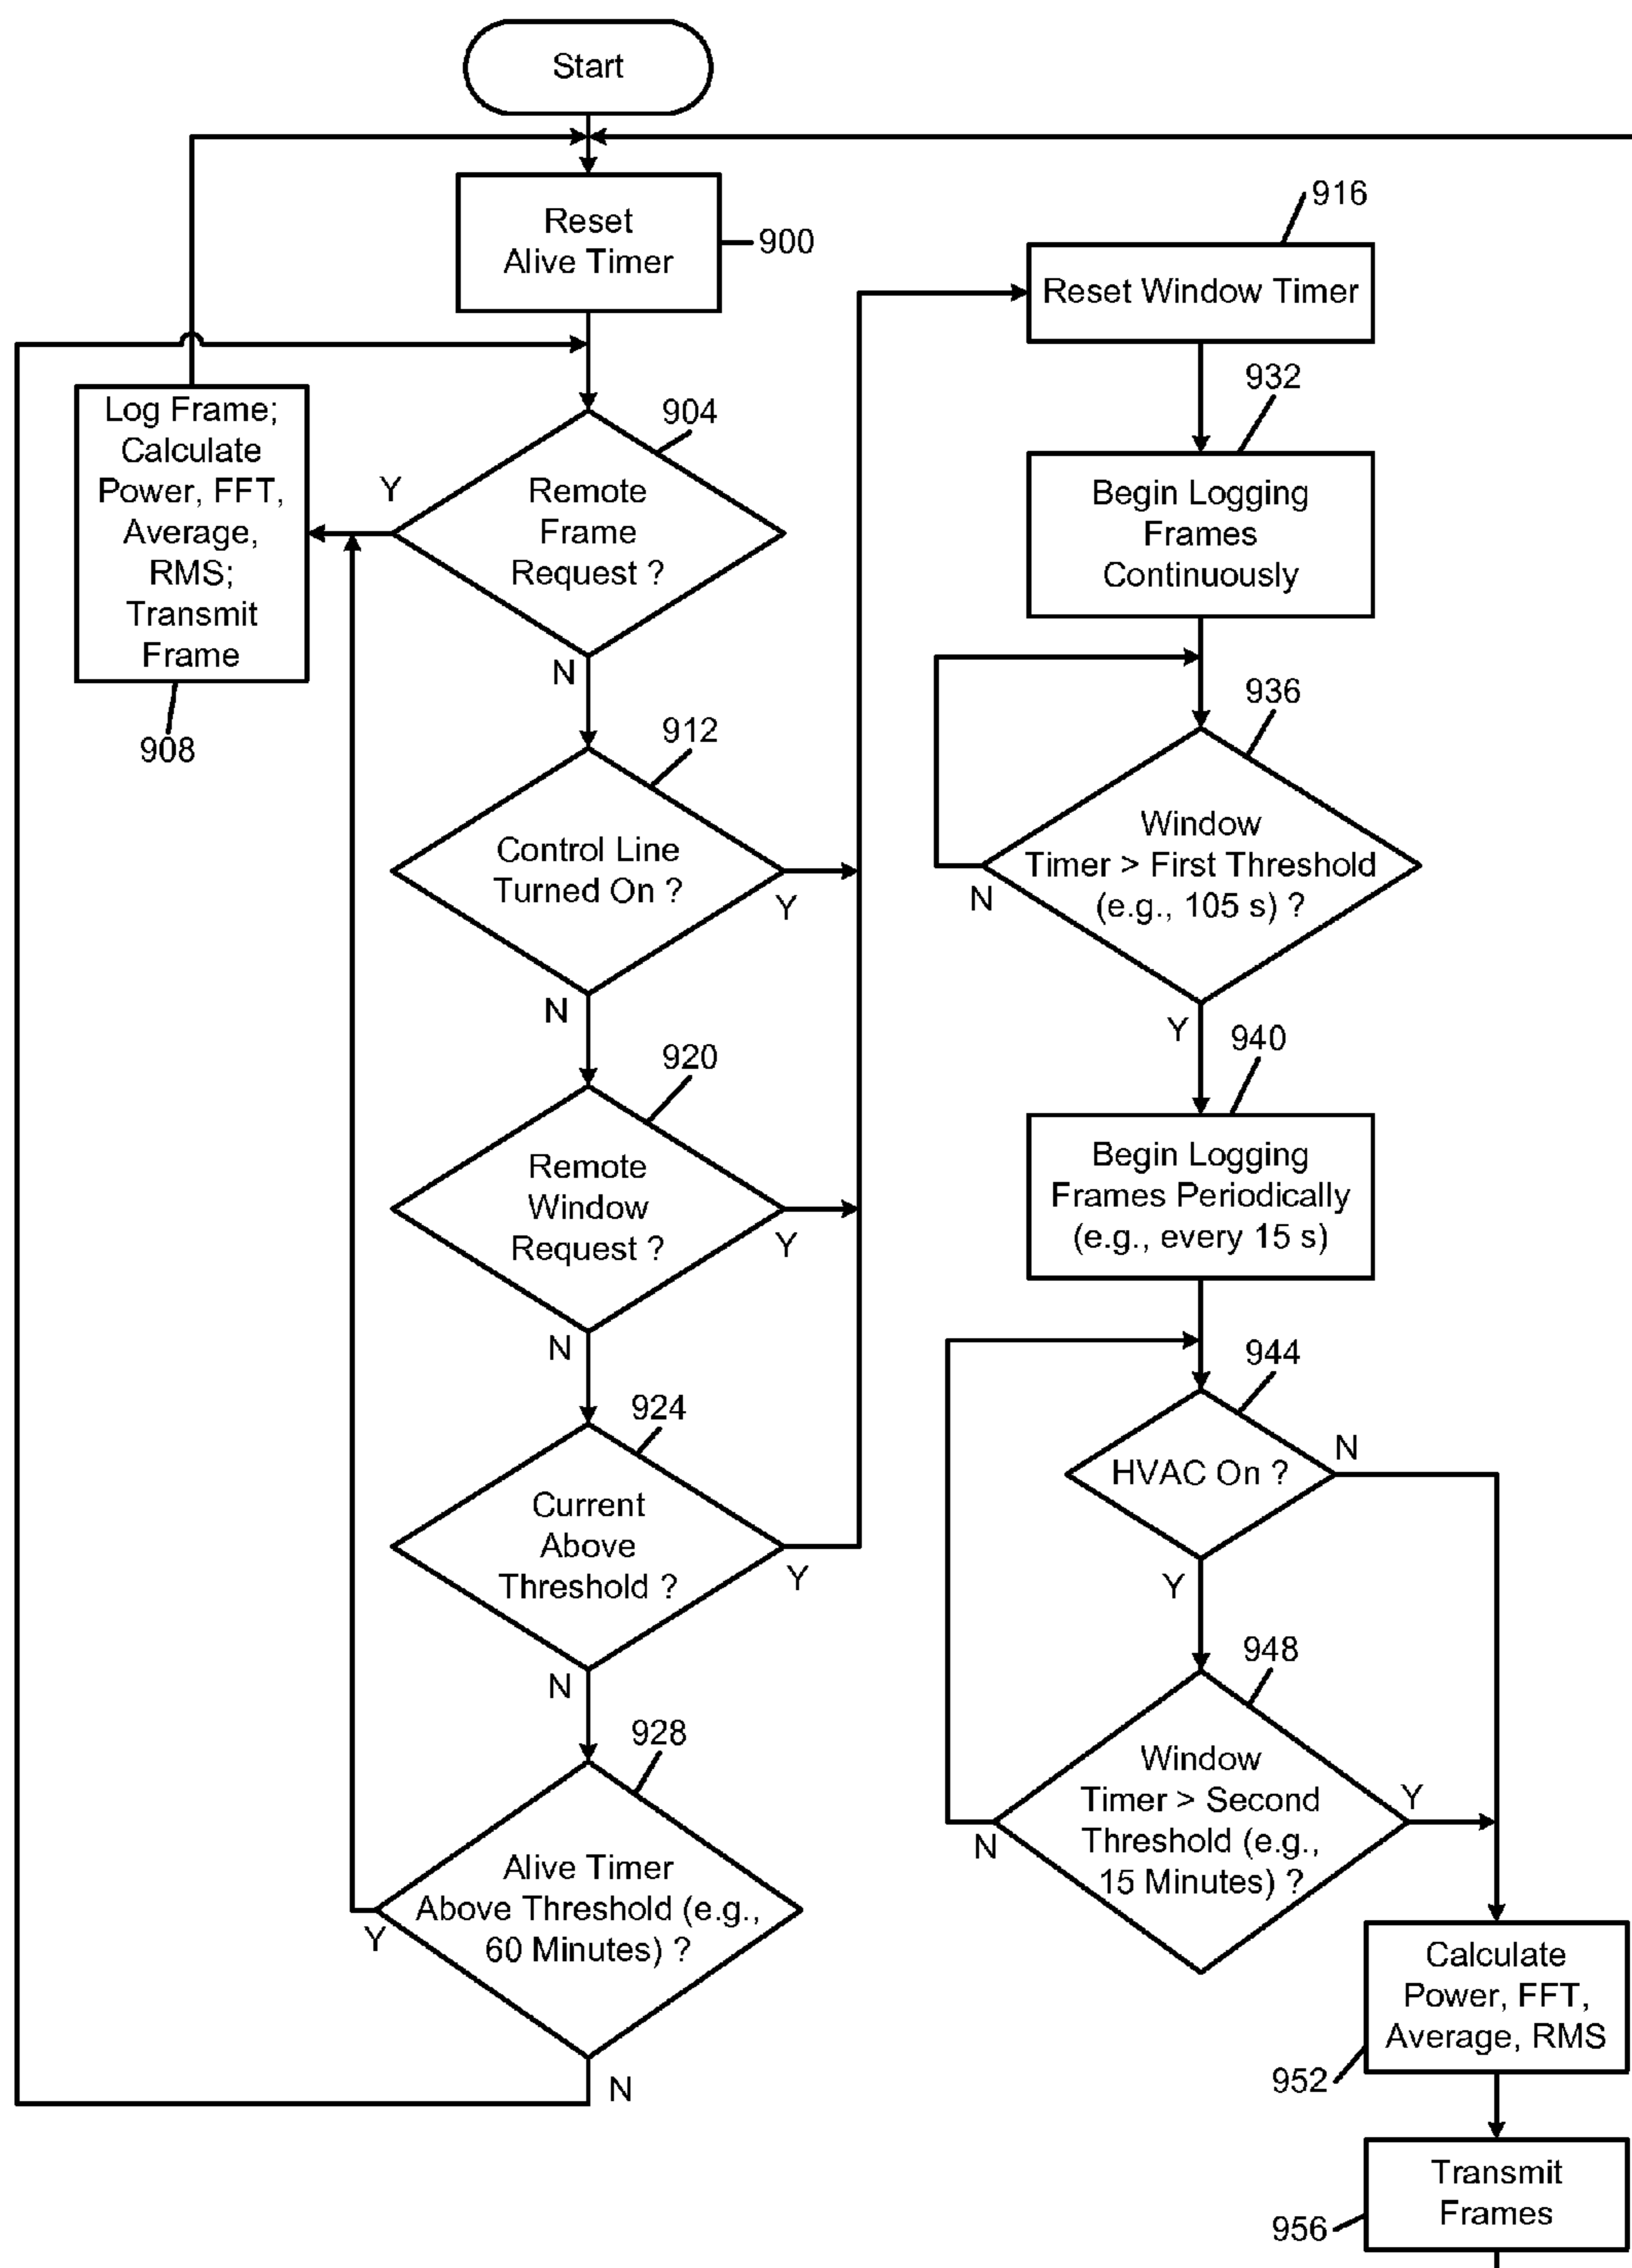 Start
Reset
Alive Timer
900
Log Frame;
Calculate
Power, FFT,
Average,
RMS;
Transmit
Frame
908
904
Remote
Frame
Request ?
Y
N
912
Control Line
Turned On ?
Y
N
920
Remote
Window
Request ?
Y
N
924
Current
Above
Threshold ?
Y
N
928
Alive Timer
Above Threshold (e.g.,
60 Minutes) ?
Y
N
916
Reset Window Timer
932
Begin Logging
Frames
Continuously
936
Window
Timer > First Threshold
(e.g., 105 s) ?
N
Y
940
Begin Logging
Frames Periodically
(e.g., every 15 s)
944
HVAC On ?
N
Y
948
Window
Timer > Second
Threshold (e.g.,
15 Minutes) ?
Y
N
Calculate
Power, FFT,
Average, RMS
952
Transmit
Frames
956